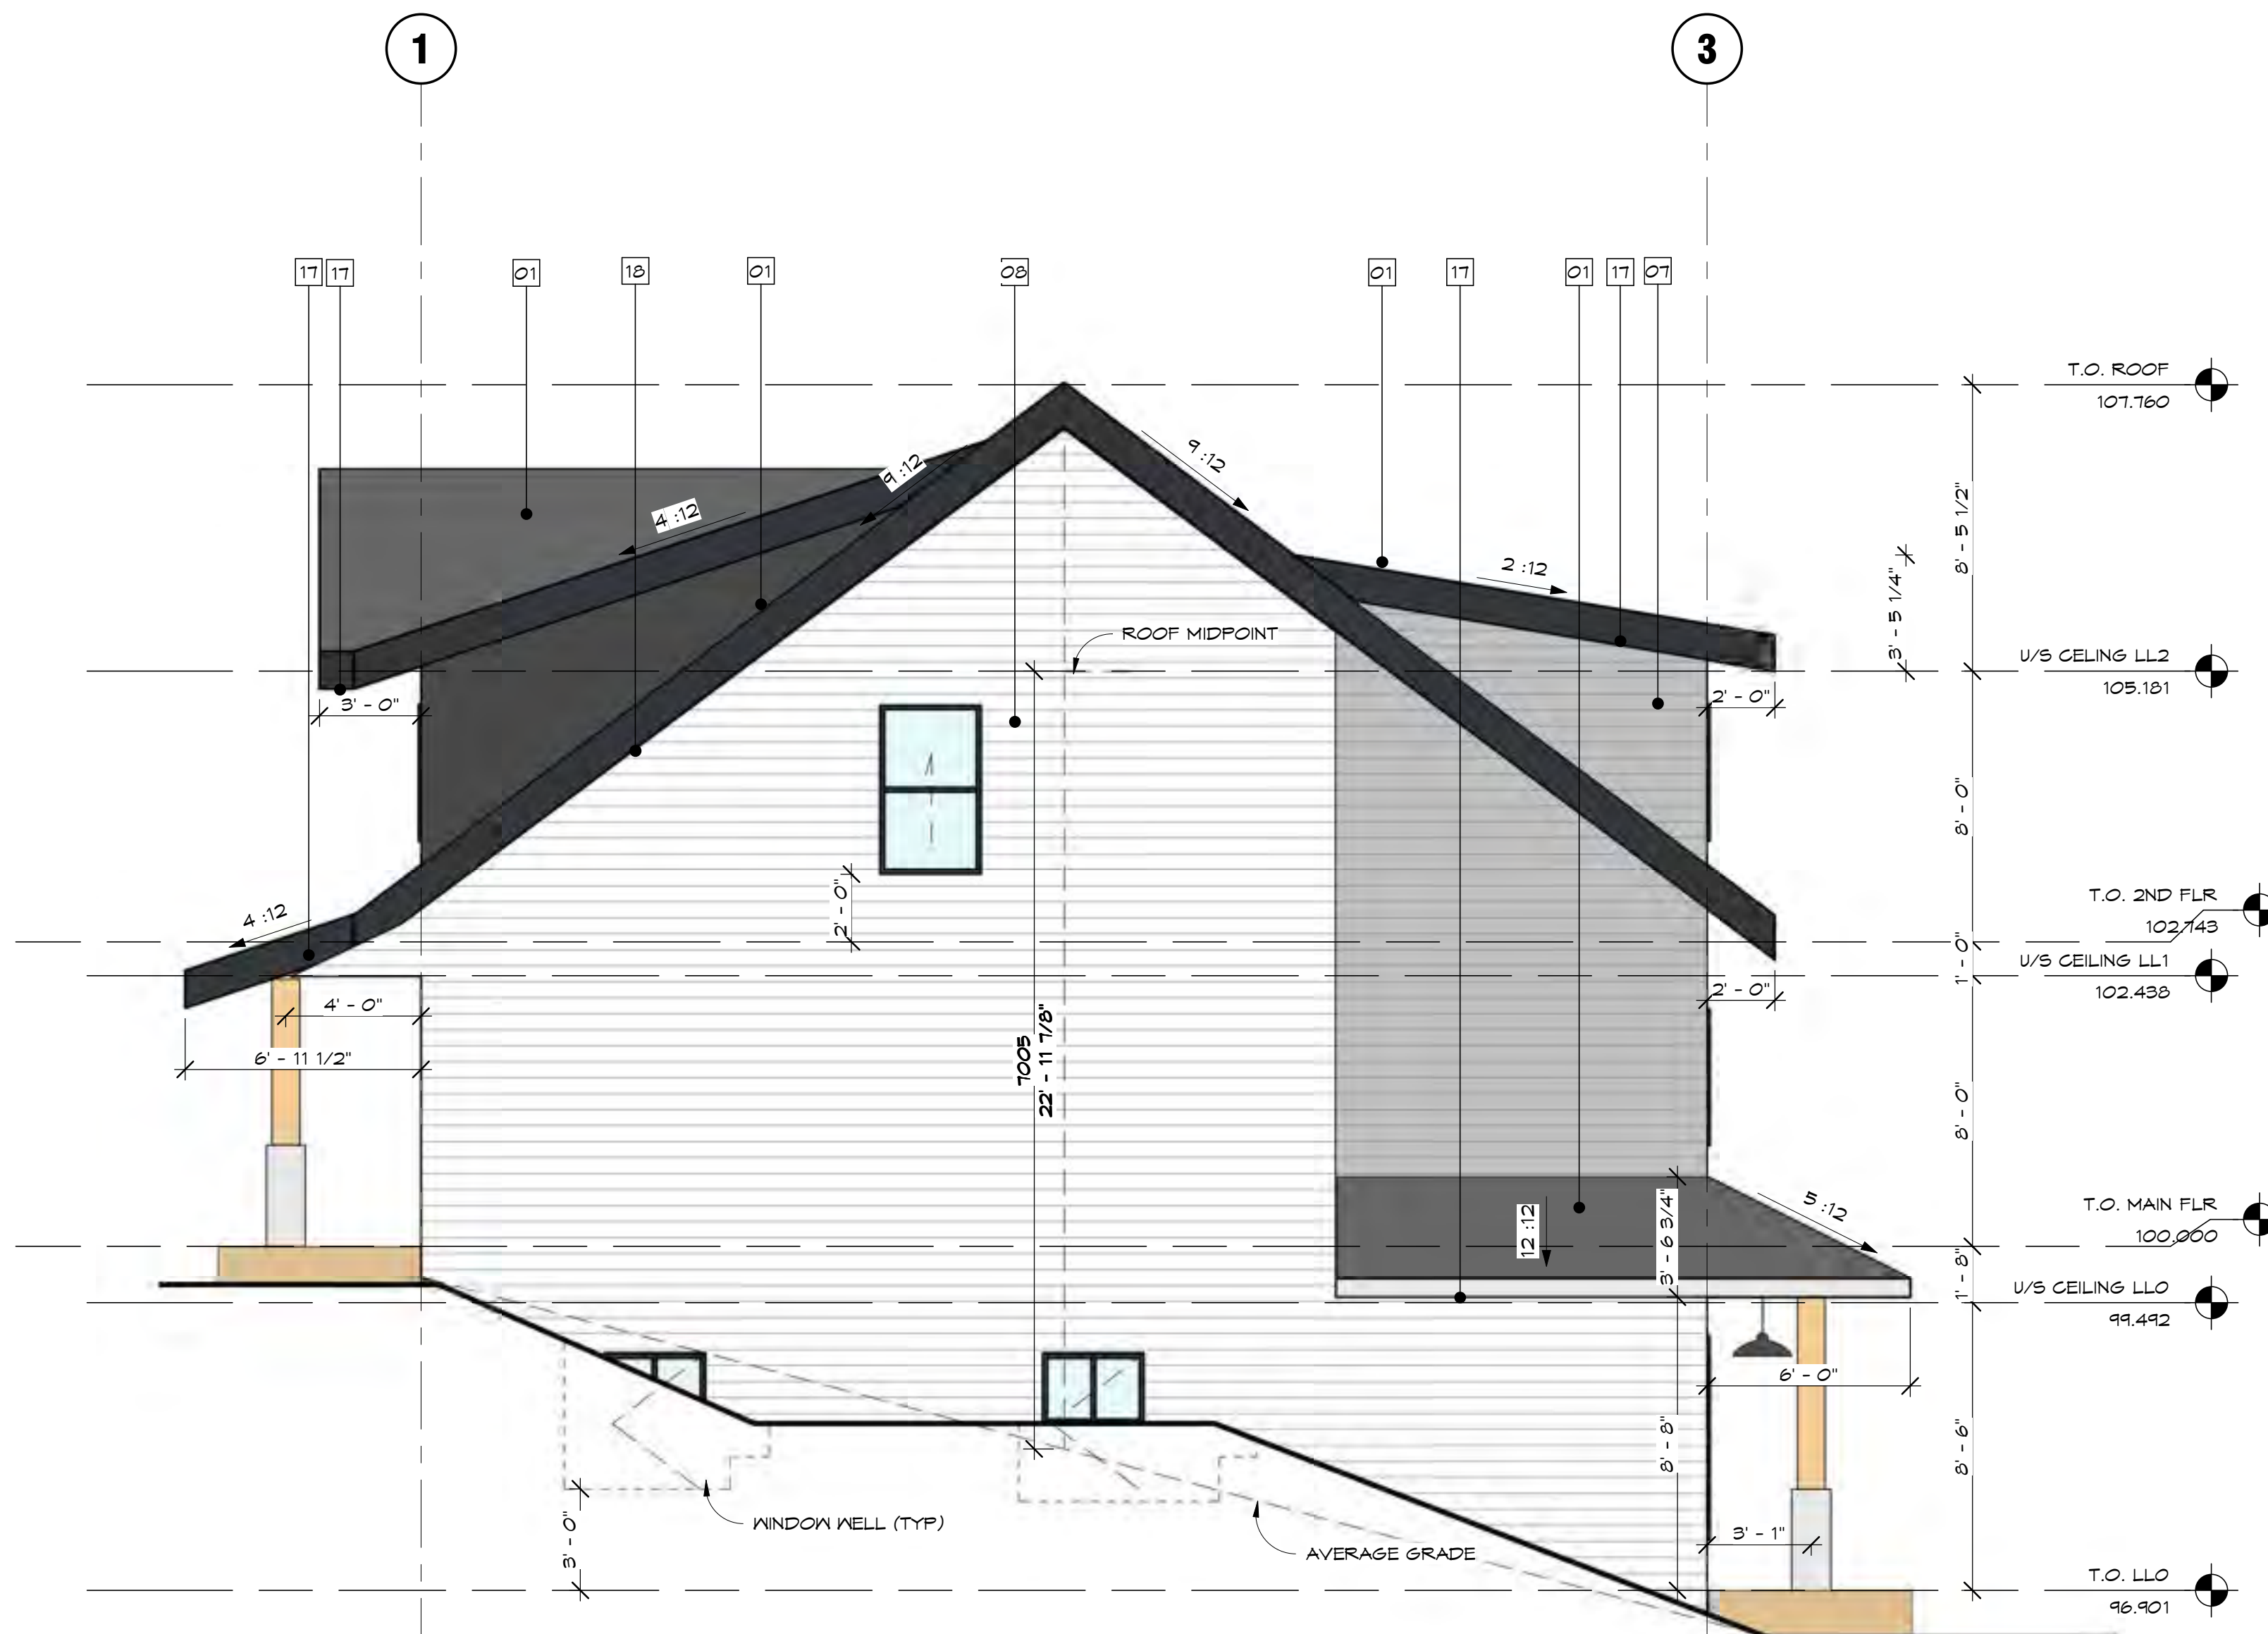 1
3
17
17
01
18
01
08
01
17
01
17
07
T.O. ROOF
107.760
9 :12
9 :12
4 :12
8' - 5 1/2"
2 :12
3' - 5 1/4"
ROOF MIDPOINT
U/S CELING LL2
105.181
3' - 0"
2' - 0"
8' - 0"
2' - 0"
4 :12
T.O. 2ND FLR
102.743
1' - 0"
U/S CEILING LL1
102.438
4' - 0"
2' - 0"
6' - 11 1/2"
7005
22' - 11 7/8"
8' - 0"
5 :12
T.O. MAIN FLR
100.000
12 :12
3' - 6 3/4"
1' - 8"
U/S CEILING LL0
99.492
6' - 0"
8' - 8"
8' - 6"
WINDOW WELL (TYP)
3' - 0"
AVERAGE GRADE
3' - 1"
T.O. LL0
96.901